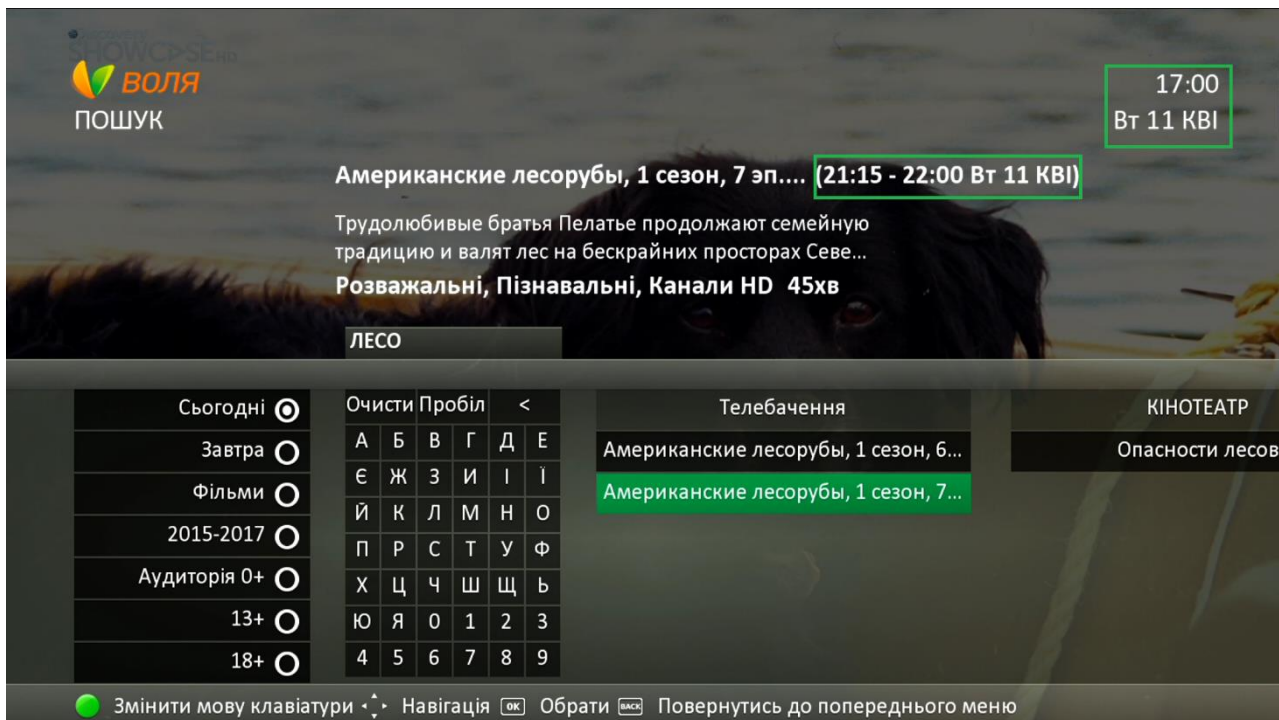 SHOWCASE HD
воля
ПОШУК
17:00
Вт 11 КВІ
Американские лесорубы, 1 сезон, 7 эп.... (21:15 - 22:00 Вт 11 КВІ)
Трудолюбивые братья Пелатье продолжают семейную
традицию и валят лес на бескрайних просторах Севе...
Розважальні, Пізнавальні, Канали HD 45хв
ЛЕСО
Сьогодні
Завтра
Фільми
2015-2017
Аудиторія 0+
13+
18+
Очисти Пробіл <
А Б В Г Д Е
Є Ж З И І Ї
Й К Л М Н О
П Р С Т У Ф
Х Ц Ч Ш Щ Ь
Ю Я 0 1 2 3
4 5 6 7 8 9
Телебачення
Американские лесорубы, 1 сезон, 6...
Американские лесорубы, 1 сезон, 7...
КІНОТЕАТР
Опасности лесов
Змінити мову клавіатури Навігація OK Обрати BACK Повернутись до попереднього меню